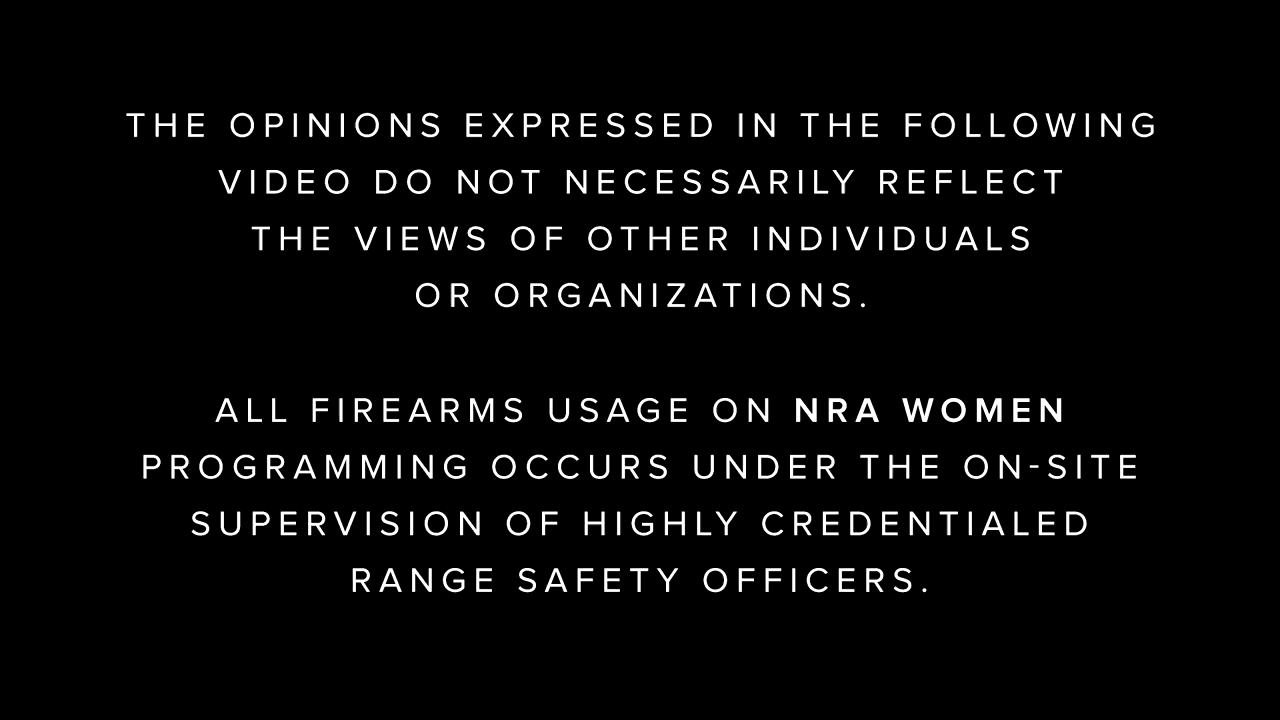 THE OPINIONS EXPRESSED IN THE FOLLOWING
VIDEO DO NOT NECESSARILY REFLECT
THE VIEWS OF OTHER INDIVIDUALS
OR ORGANIZATIONS.
ALL FIREARMS USAGE ON NRA WOMEN
PROGRAMMING OCCURS UNDER THE ON-SITE
SUPERVISION OF HIGHLY CREDENTIALED
RANGE SAFETY OFFICERS.